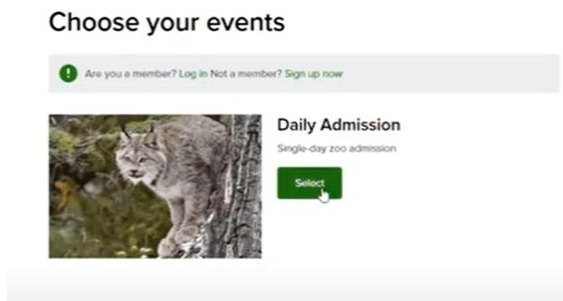 Choose your events
Are you a member? Log in Not a member? Sign up now
Daily Admission
Single-day zoo admission
Select